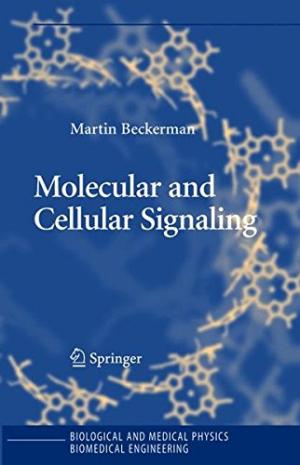 Martin Beckerman
Molecular and
Cellular Signaling
Springer
BIOLOGICAL AND MEDICAL PHYSICS
BIOMEDICAL ENGINEERING